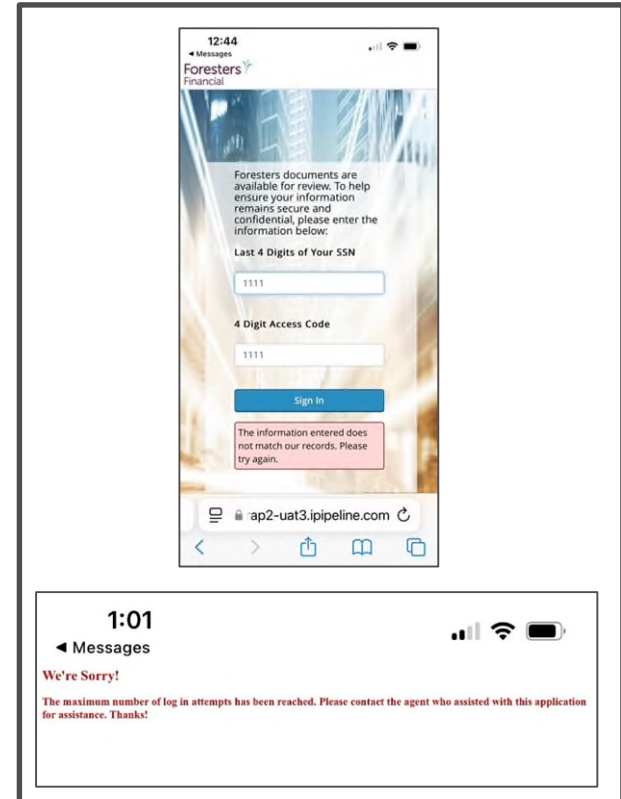 12:44
◄ Messages
Foresters
Financial
Foresters documents are
available for review. To help
ensure your information
remains secure and
confidential, please enter the
information below:
Last 4 Digits of Your SSN
1111
4 Digit Access Code
1111
Sign In
The information entered does
not match our records. Please
try again.
ap2-uat3.ipipeline.com
1:01
◄ Messages
We're Sorry!
The maximum number of log in attempts has been reached. Please contact the agent who assisted with this application
for assistance. Thanks!